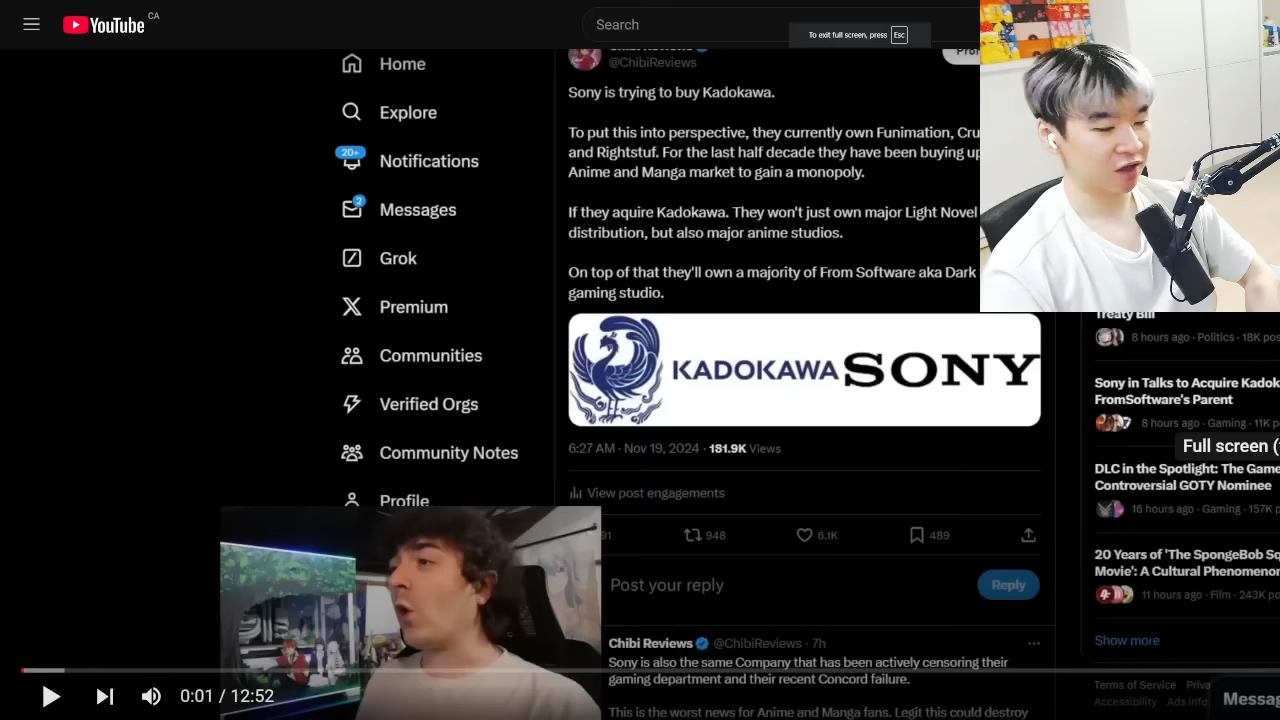 YouTube CA
Search
To exit full screen, press Esc
Home
Explore
20+
Notifications
2
Messages
Grok
Premium
Communities
Verified Orgs
Community Notes
Profile
Chibi Reviews
@ChibiReviews
Sony is trying to buy Kadokawa.
To put this into perspective, they currently own Funimation, Cru
and Rightstuf. For the last half decade they have been buying up
Anime and Manga market to gain a monopoly.
If they aquire Kadokawa. They won't just own major Light Novel
distribution, but also major anime studios.
On top of that they'll own a majority of From Software aka Dark
gaming studio.
KADOKAWA SONY
6:27 AM · Nov 19, 2024 · 181.9K Views
View post engagements
91 948 6.1K 489
Post your reply
Reply
Chibi Reviews @ChibiReviews · 7h
Sony is also the same Company that has been actively censoring their
gaming department and their recent Concord failure.
This is the worst news for Anime and Manga fans. Legit this could destroy
Treaty Bill
8 hours ago · Politics · 18K pos
Sony in Talks to Acquire Kadok
FromSoftware's Parent
8 hours ago · Gaming · 11K p
Full screen (
DLC in the Spotlight: The Game
Controversial GOTY Nominee
16 hours ago · Gaming · 157K
20 Years of 'The SpongeBob Sq
Movie': A Cultural Phenomenon
11 hours ago · Film · 243K po
Show more
Terms of Service Priva
Accessibility Ads info
Messag
0:01 / 12:52